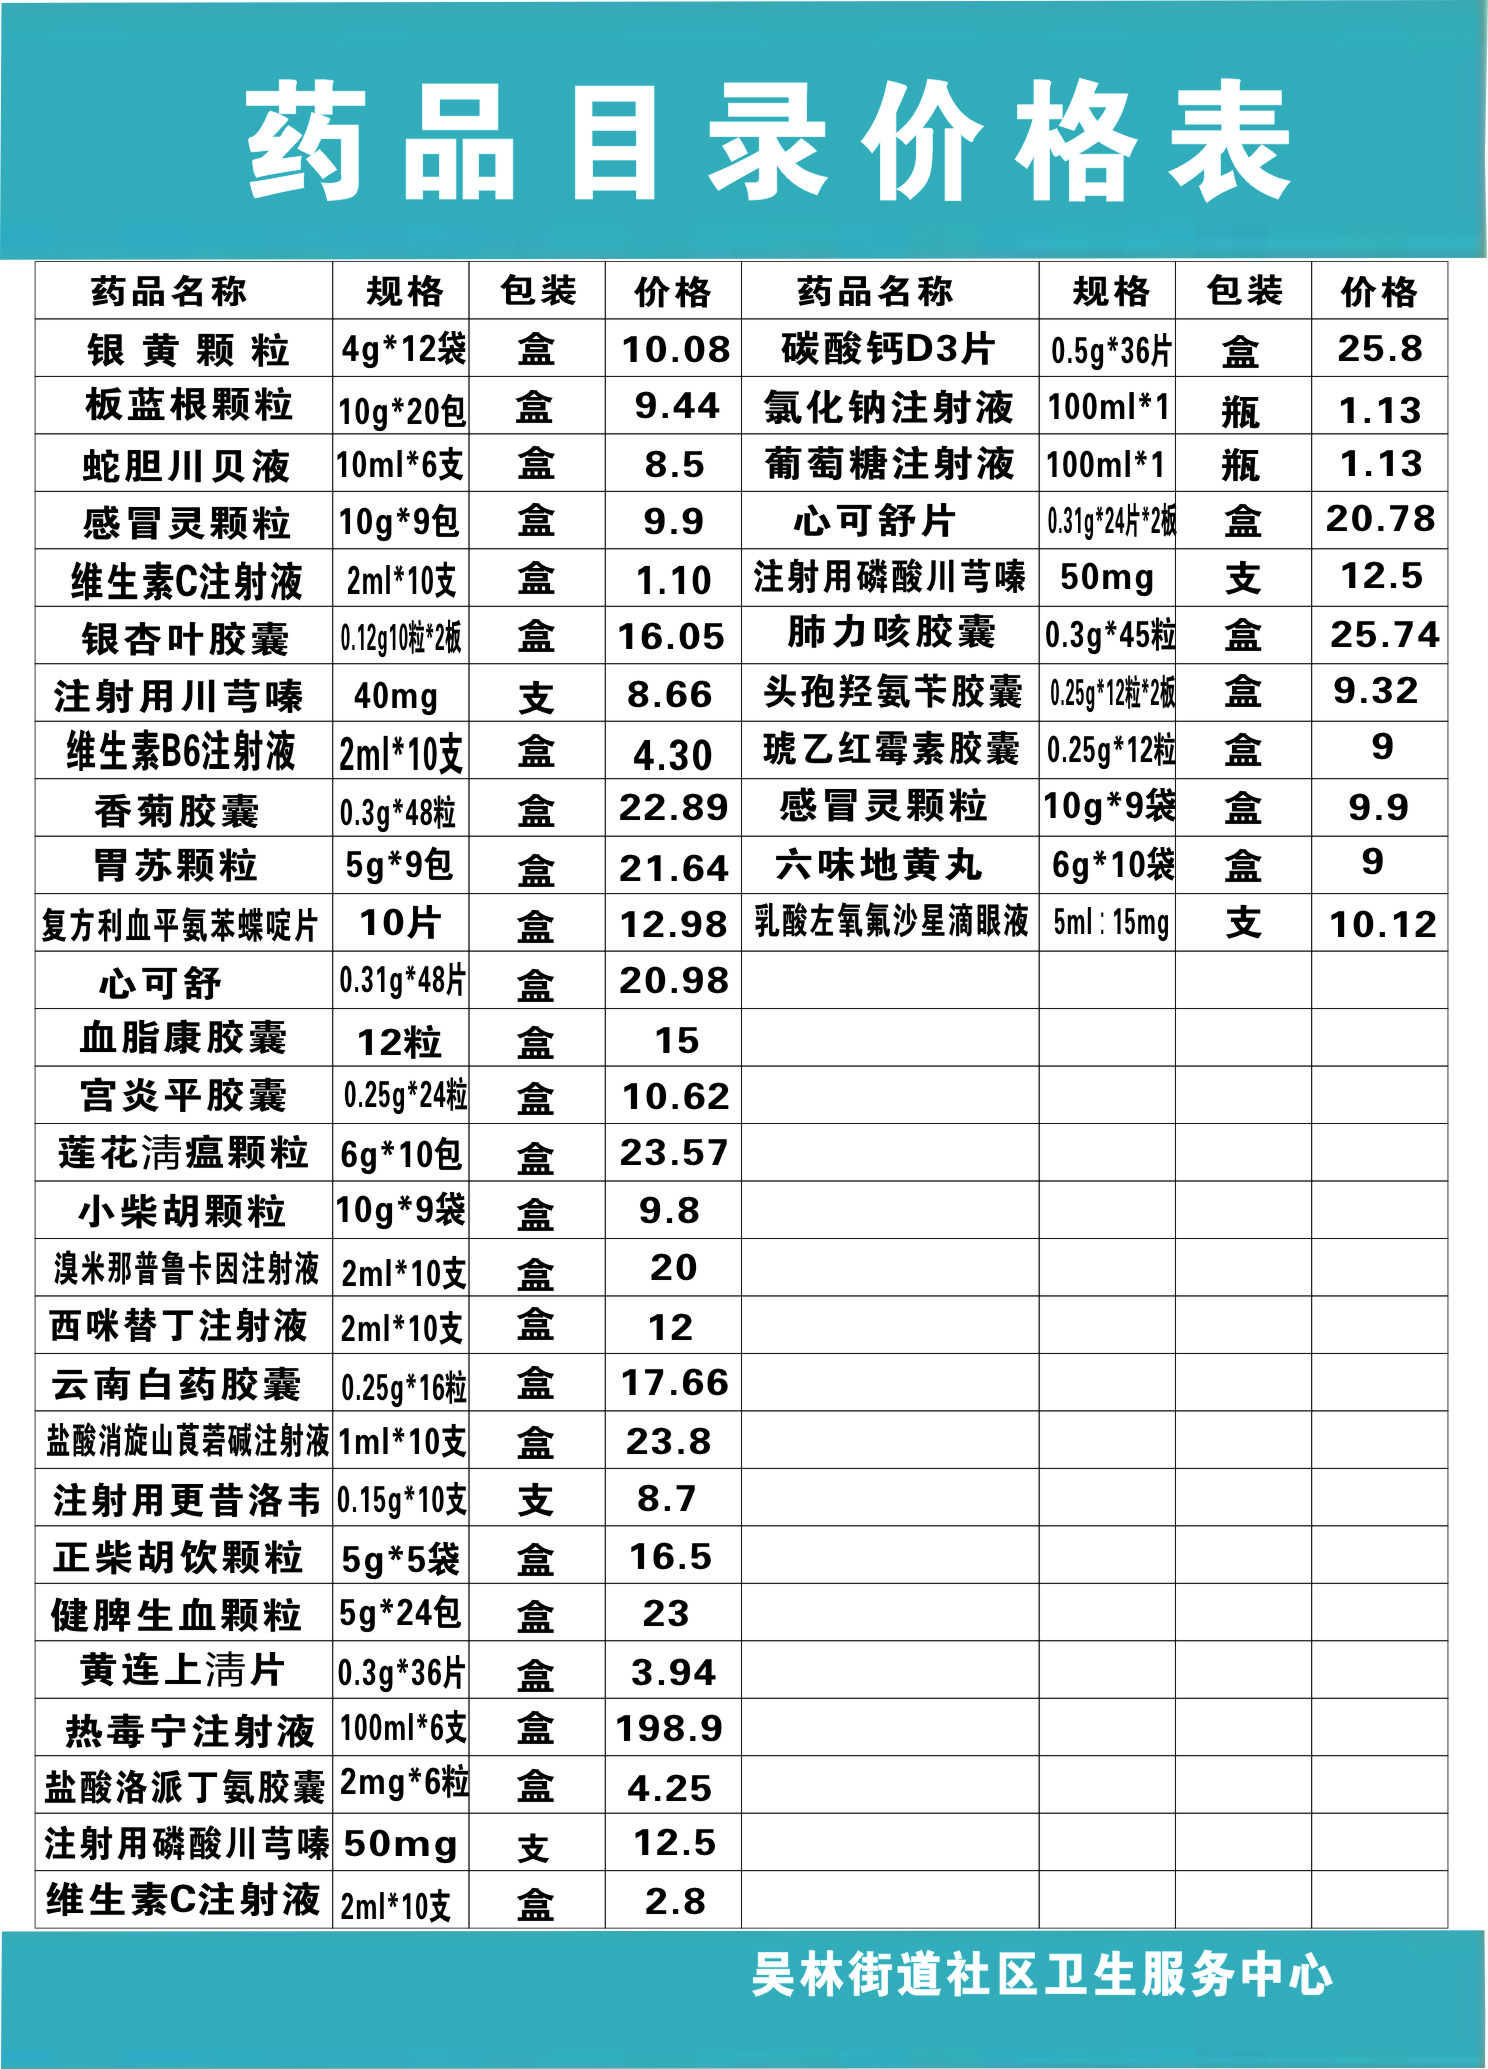 药品目录价格表
药品名称 规格 包装 价格 药品名称 规格 包装 价格
银黄颗粒 4g*12袋 盒 10.08 碳酸钙D3片 0.5g*36片 盒 25.8
板蓝根颗粒 10g*20包 盒 9.44 氯化钠注射液 100ml*1 瓶 1.13
蛇胆川贝液 10ml*6支 盒 8.5 葡萄糖注射液 100ml*1 瓶 1.13
感冒灵颗粒 10g*9包 盒 9.9 心可舒片 0.31g*24片*2板 盒 20.78
维生素C注射液 2ml*10支 盒 1.10 注射用磷酸川芎嗪 50mg 支 12.5
银杏叶胶囊 0.12g10粒*2板 盒 16.05 肺力咳胶囊 0.3g*45粒 盒 25.74
注射用川芎嗪 40mg 支 8.66 头孢羟氨苄胶囊 0.25g*12粒*2板 盒 9.32
维生素B6注射液 2ml*10支 盒 4.30 琥乙红霉素胶囊 0.25g*12粒 盒 9
香菊胶囊 0.3g*48粒 盒 22.89 感冒灵颗粒 10g*9袋 盒 9.9
胃苏颗粒 5g*9包 盒 21.64 六味地黄丸 6g*10袋 盒 9
复方利血平氨苯蝶啶片 10片 盒 12.98 乳酸左氧氟沙星滴眼液 5ml:15mg 支 10.12
心可舒 0.31g*48片 盒 20.98
血脂康胶囊 12粒 盒 15
宫炎平胶囊 0.25g*24粒 盒 10.62
莲花淸瘟颗粒 6g*10包 盒 23.57
小柴胡颗粒 10g*9袋 盒 9.8
溴米那普鲁卡因注射液 2ml*10支 盒 20
西咪替丁注射液 2ml*10支 盒 12
云南白药胶囊 0.25g*16粒 盒 17.66
盐酸消旋山莨菪碱注射液 1ml*10支 盒 23.8
注射用更昔洛韦 0.15g*10支 支 8.7
正柴胡饮颗粒 5g*5袋 盒 16.5
健脾生血颗粒 5g*24包 盒 23
黄连上淸片 0.3g*36片 盒 3.94
热毒宁注射液 100ml*6支 盒 198.9
盐酸洛派丁氨胶囊 2mg*6粒 盒 4.25
注射用磷酸川芎嗪 50mg 支 12.5
维生素C注射液 2ml*10支 盒 2.8
吴林街道社区卫生服务中心